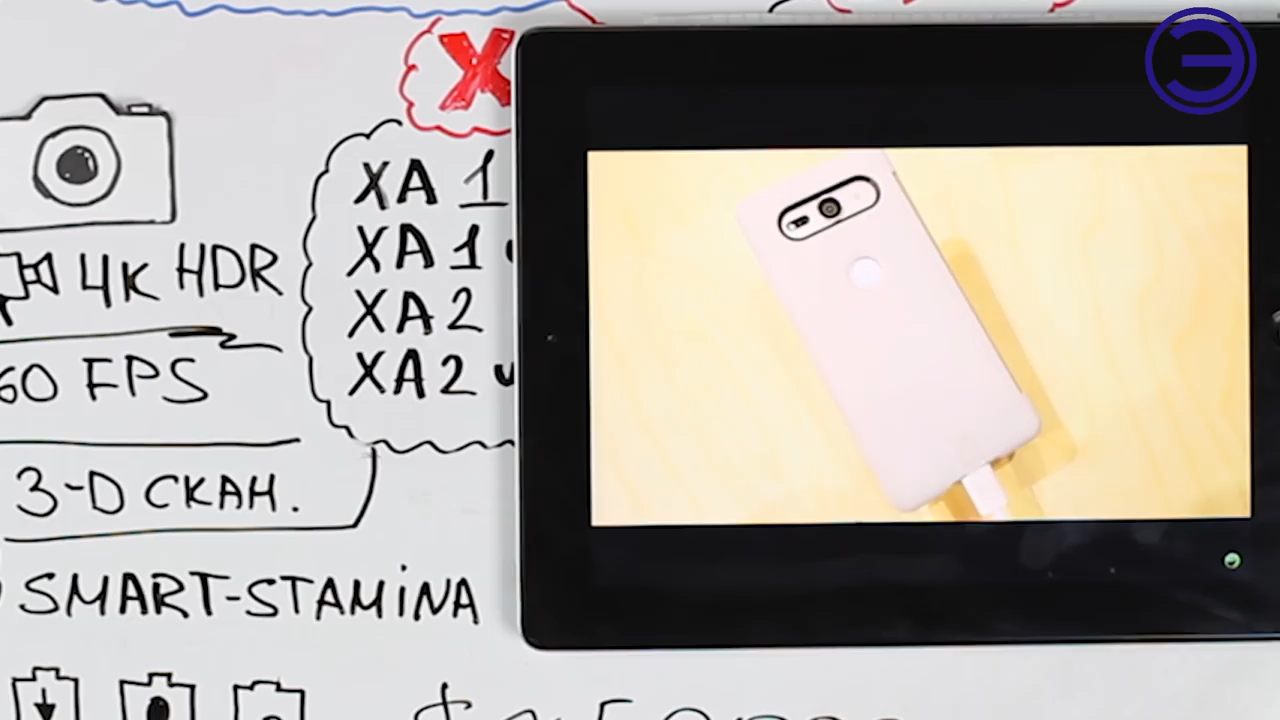 Э
X
XA 1
XA 1
XA 2
XA 2
4K HDR
60 FPS
3-D СКАН.
SMART-STAMINA